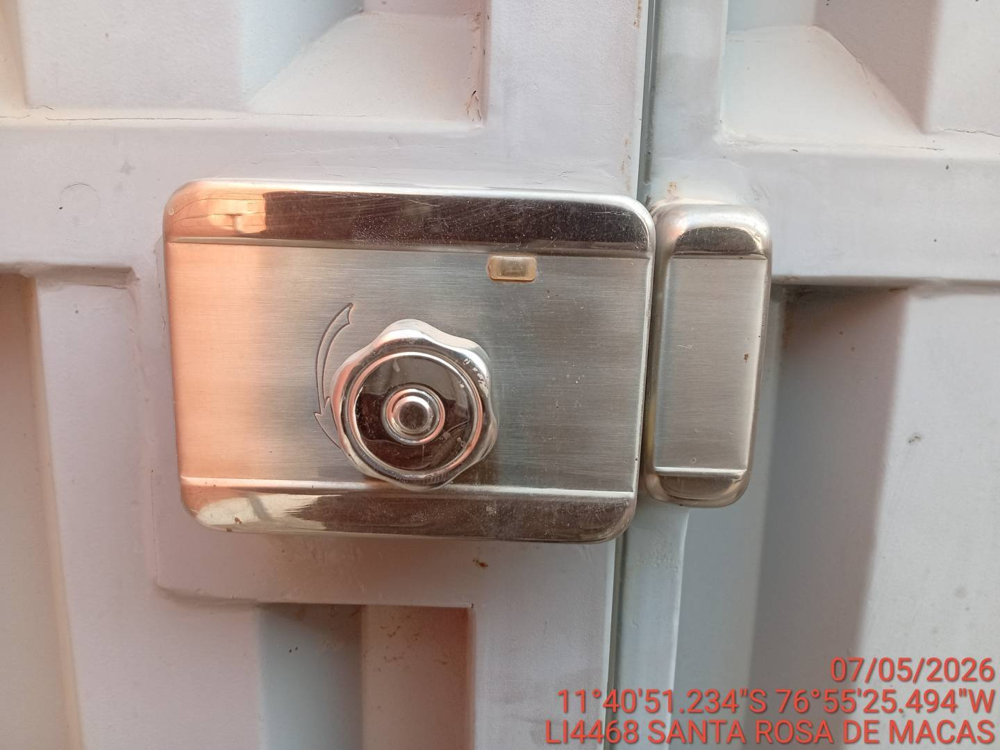 07/05/2026
11°40'51.234"S 76°55'25.494"W
LI4468 SANTA ROSA DE MACAS